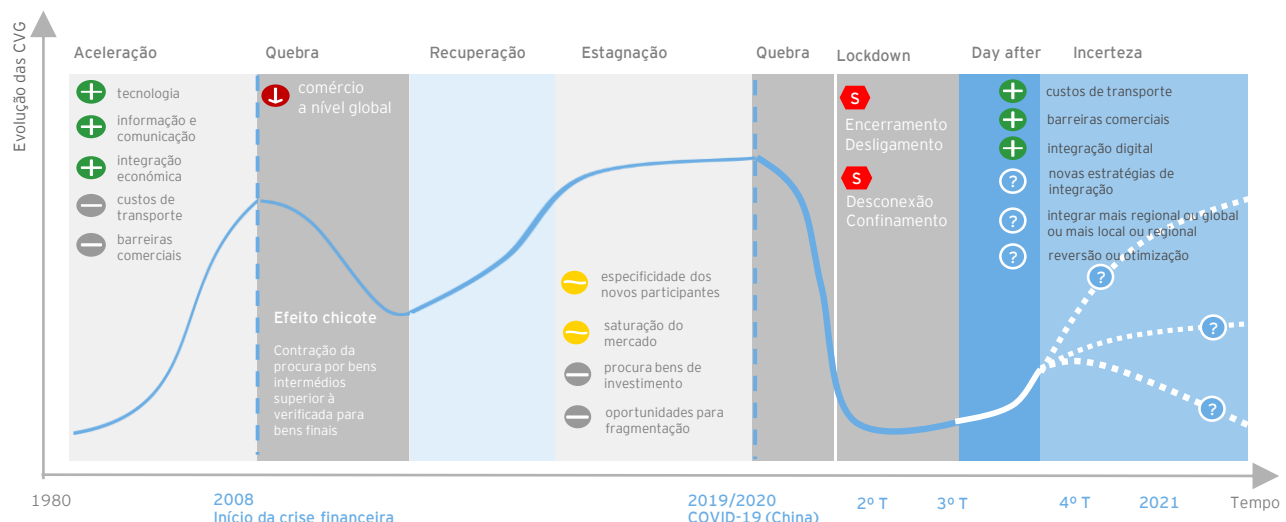 Evolução das CVG
Aceleração
Quebra
Recuperação
Estagnação
Quebra
Lockdown
Day after
Incerteza
tecnologia
informação e
comunicação
integração
económica
custos de
transporte
barreiras
comerciais
comércio
a nível global
Efeito chicote
Contração da
procura por bens
intermédios
superior à
verificada para
bens finais
especificidade dos
novos participantes
saturação do
mercado
procura bens de
investimento
oportunidades para
fragmentação
S
Encerramento
Desligamento
S
Desconexão
Confinamento
custos de transporte
barreiras comerciais
integração digital
?
novas estratégias de
integração
?
integrar mais regional ou global
ou mais local ou regional
?
reversão ou otimização
?
?
?
1980
2008
Início da crise financeira
2019/2020
COVID-19 (China)
2º T
3º T
4º T
2021
Tempo